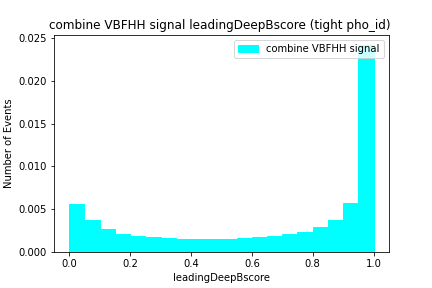 combine VBFHH signal leadingDeepBscore (tight pho_id)
combine VBFHH signal
Number of Events
0.025
0.020
0.015
0.010
0.005
0.000
0.0 0.2 0.4 0.6 0.8 1.0
leadingDeepBscore